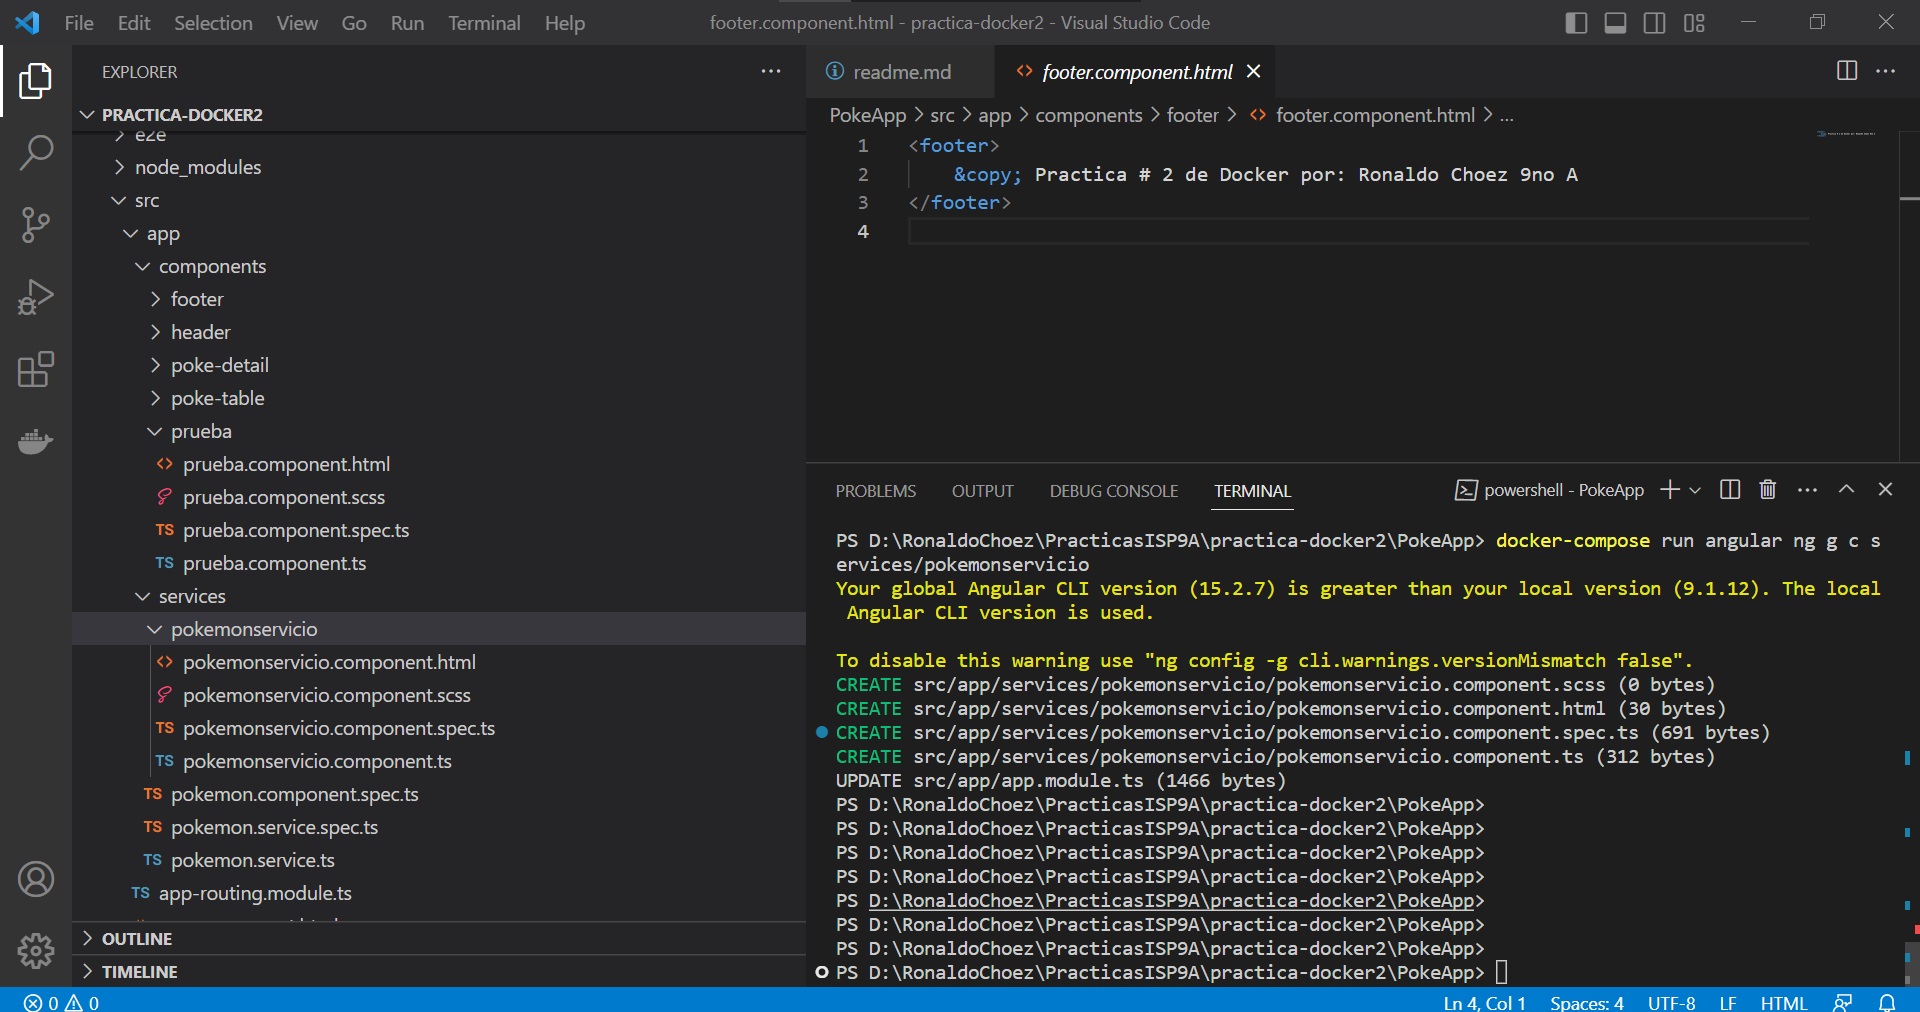 File Edit Selection View Go Run Terminal Help
footer.component.html - practica-docker2 - Visual Studio Code
EXPLORER
PRACTICA-DOCKER2
e2e
node_modules
src
app
components
footer
header
poke-detail
poke-table
prueba
prueba.component.html
prueba.component.scss
TS prueba.component.spec.ts
TS prueba.component.ts
services
pokemonservicio
pokemonservicio.component.html
pokemonservicio.component.scss
TS pokemonservicio.component.spec.ts
TS pokemonservicio.component.ts
TS pokemon.component.spec.ts
TS pokemon.service.spec.ts
TS pokemon.service.ts
TS app-routing.module.ts
OUTLINE
TIMELINE
readme.md
footer.component.html
PokeApp > src > app > components > footer > footer.component.html > ...
1 <footer>
2 &copy; Practica # 2 de Docker por: Ronaldo Choez 9no A
3 </footer>
4
PROBLEMS OUTPUT DEBUG CONSOLE TERMINAL
powershell - PokeApp
PS D:\RonaldoChoez\PracticasISP9A\practica-docker2\PokeApp> docker-compose run angular ng g c s
ervices/pokemonservicio
Your global Angular CLI version (15.2.7) is greater than your local version (9.1.12). The local
Angular CLI version is used.
To disable this warning use "ng config -g cli.warnings.versionMismatch false".
CREATE src/app/services/pokemonservicio/pokemonservicio.component.scss (0 bytes)
CREATE src/app/services/pokemonservicio/pokemonservicio.component.html (30 bytes)
CREATE src/app/services/pokemonservicio/pokemonservicio.component.spec.ts (691 bytes)
CREATE src/app/services/pokemonservicio/pokemonservicio.component.ts (312 bytes)
UPDATE src/app/app.module.ts (1466 bytes)
PS D:\RonaldoChoez\PracticasISP9A\practica-docker2\PokeApp>
PS D:\RonaldoChoez\PracticasISP9A\practica-docker2\PokeApp>
PS D:\RonaldoChoez\PracticasISP9A\practica-docker2\PokeApp>
PS D:\RonaldoChoez\PracticasISP9A\practica-docker2\PokeApp>
PS D:\RonaldoChoez\PracticasISP9A\practica-docker2\PokeApp>
PS D:\RonaldoChoez\PracticasISP9A\practica-docker2\PokeApp>
PS D:\RonaldoChoez\PracticasISP9A\practica-docker2\PokeApp>
PS D:\RonaldoChoez\PracticasISP9A\practica-docker2\PokeApp>
0 0
Ln 4, Col 1 Spaces: 4 UTF-8 LF HTML